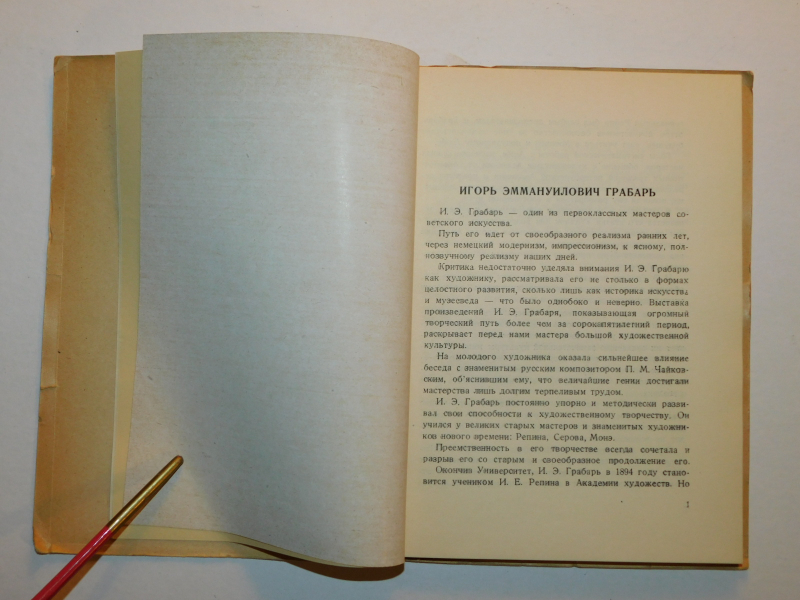 ИГОРЬ ЭММАНУИЛОВИЧ ГРАБАРЬ
И. Э. Грабарь — один из первоклассных мастеров со-
ветского искусства.
Путь его идет от своеобразного реализма ранних лет,
через немецкий модернизм, импрессионизм, к ясному, пол-
нозвучному реализму наших дней.
Критика недостаточно уделяла внимания И. Э. Грабарю
как художнику, рассматривала его не столько в формах
целостного развития, сколько лишь как историка искусства
и музееведа — что было однобоко и неверно. Выставка
произведений И. Э. Грабаря, показывающая огромный
творческий путь более чем за сорокапятилетний период,
раскрывает перед нами мастера большой художественной
культуры.
На молодого художника оказала сильнейшее влияние
беседа с знаменитым русским композитором П. М. Чайков-
ским, об'яснившим ему, что величайшие гении достигали
мастерства лишь долгим терпеливым трудом.
И. Э. Грабарь постоянно упорно и методически разви-
вал свои способности к художественному творчеству. Он
учился у великих старых мастеров и знаменитых художни-
ков нового времени: Репина, Серова, Монэ.
Преемственность в его творчестве всегда сочетала и
разрыв его со старым и своеобразное продолжение его.
Окончив Университет, И. Э. Грабарь в 1894 году стано-
вится учеником И. Е. Репина в Академии художеств. Но
1